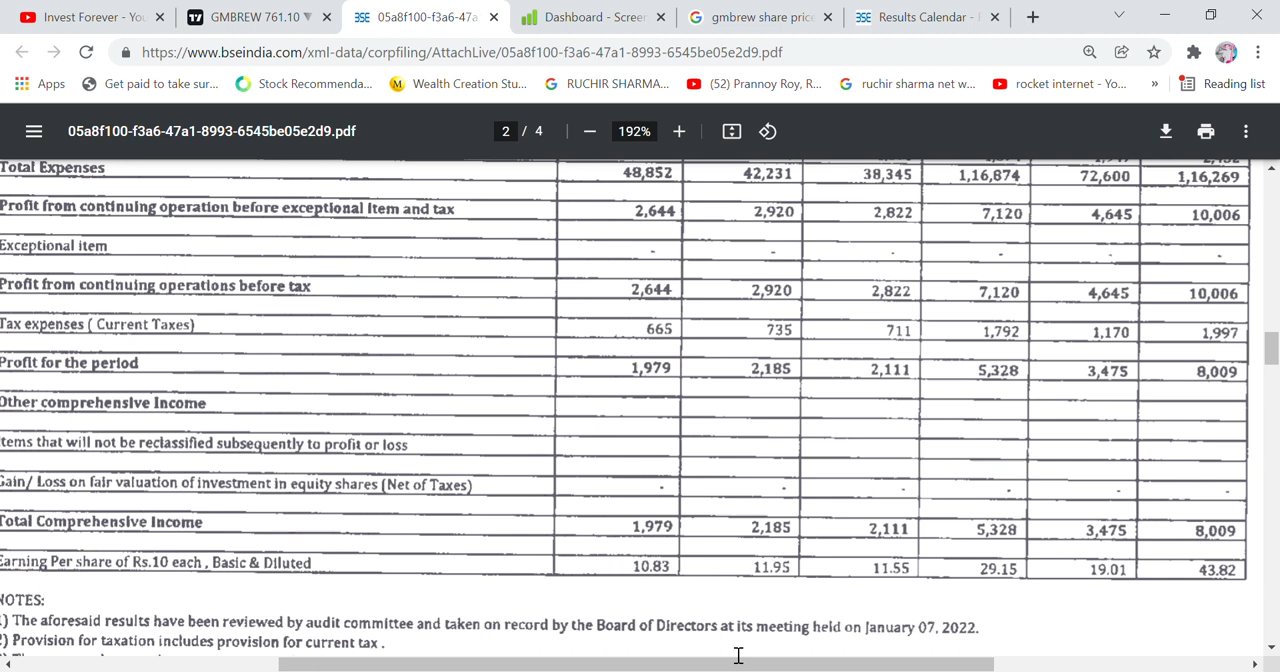 Invest Forever - You
GMBREW 761.10 ▼
05a8f100-f3a6-47a
Dashboard - Screen
gmbrew share price
Results Calendar -
https://www.bseindia.com/xml-data/corpfiling/AttachLive/05a8f100-f3a6-47a1-8993-6545be05e2d9.pdf
Apps Get paid to take sur... Stock Recommenda... Wealth Creation Stu... RUCHIR SHARMA... (52) Prannoy Roy, R... ruchir sharma net w... rocket internet - Yo... » Reading list
05a8f100-f3a6-47a1-8993-6545be05e2d9.pdf 2 / 4 192%
Total Expenses 48,852 42,231 38,345 1,16,874 72,600 1,16,269
Profit from continuing operation before exceptional Item and tax 2,644 2,920 2,822 7,120 4,645 10,006
Exceptional item - - - - - -
Profit from continuing operations before tax 2,644 2,920 2,822 7,120 4,645 10,006
Tax expenses ( Current Taxes) 665 735 711 1,792 1,170 1,997
Profit for the period 1,979 2,185 2,111 5,328 3,475 8,009
Other comprehensive Income
tems that will not be reclassified subsequently to profit or loss
Gain/ Loss on fair valuation of investment in equity shares (Net of Taxes) - - - - - -
Total Comprehensive Income 1,979 2,185 2,111 5,328 3,475 8,009
Earning Per share of Rs.10 each , Basic & Diluted 10.83 11.95 11.55 29.15 19.01 43.82
NOTES:
) The aforesaid results have been reviewed by audit committee and taken on record by the Board of Directors at its meeting held on January 07, 2022.
) Provision for taxation includes provision for current tax .